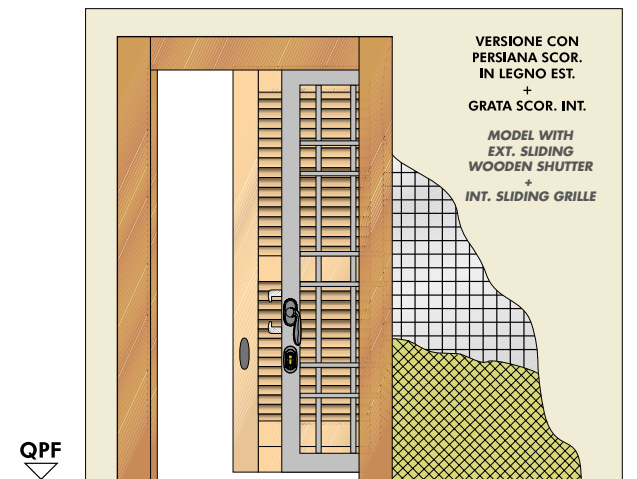 VERSIONE CON
PERSIANA SCOR.
IN LEGNO EST.
+
GRATA SCOR. INT.
MODEL WITH
EXT. SLIDING
WOODEN SHUTTER
+
INT. SLIDING GRILLE
QPF